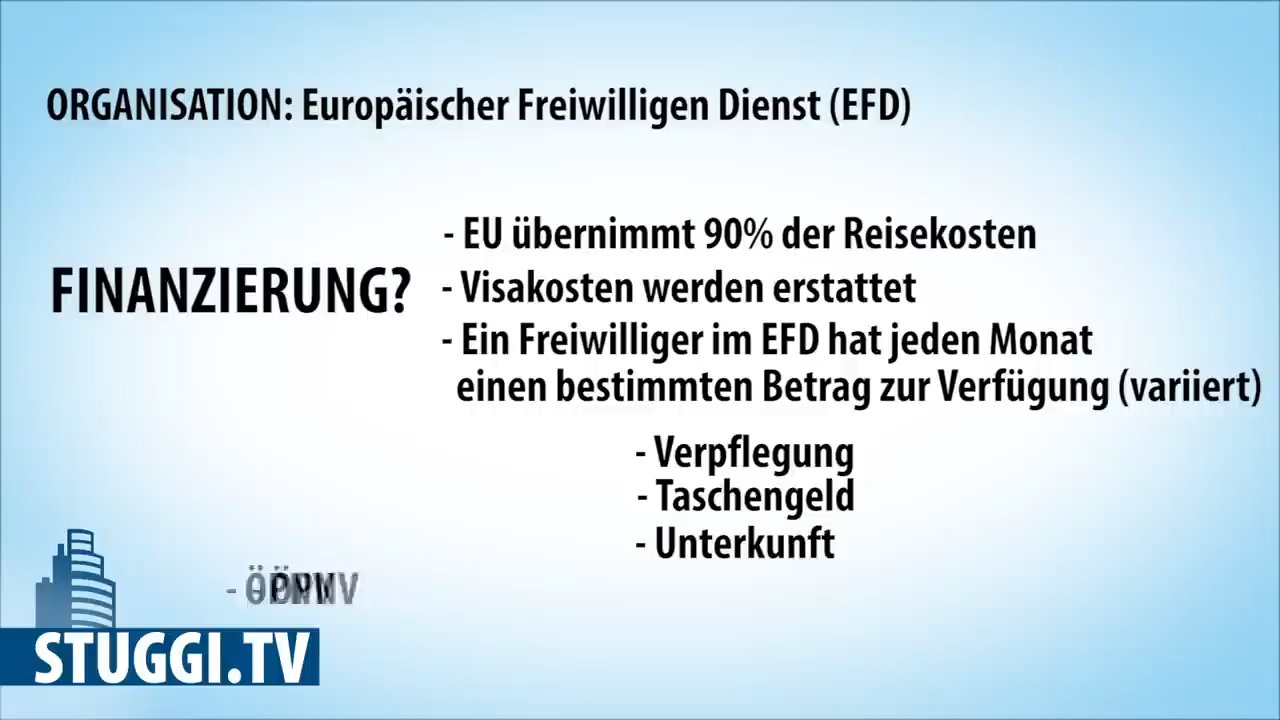 ORGANISATION: Europäischer Freiwilligen Dienst (EFD)
FINANZIERUNG?
- EU übernimmt 90% der Reisekosten
- Visakosten werden erstattet
- Ein Freiwilliger im EFD hat jeden Monat
einen bestimmten Betrag zur Verfügung (variiert)
- Verpflegung
- Taschengeld
- Unterkunft
STUGGI.TV